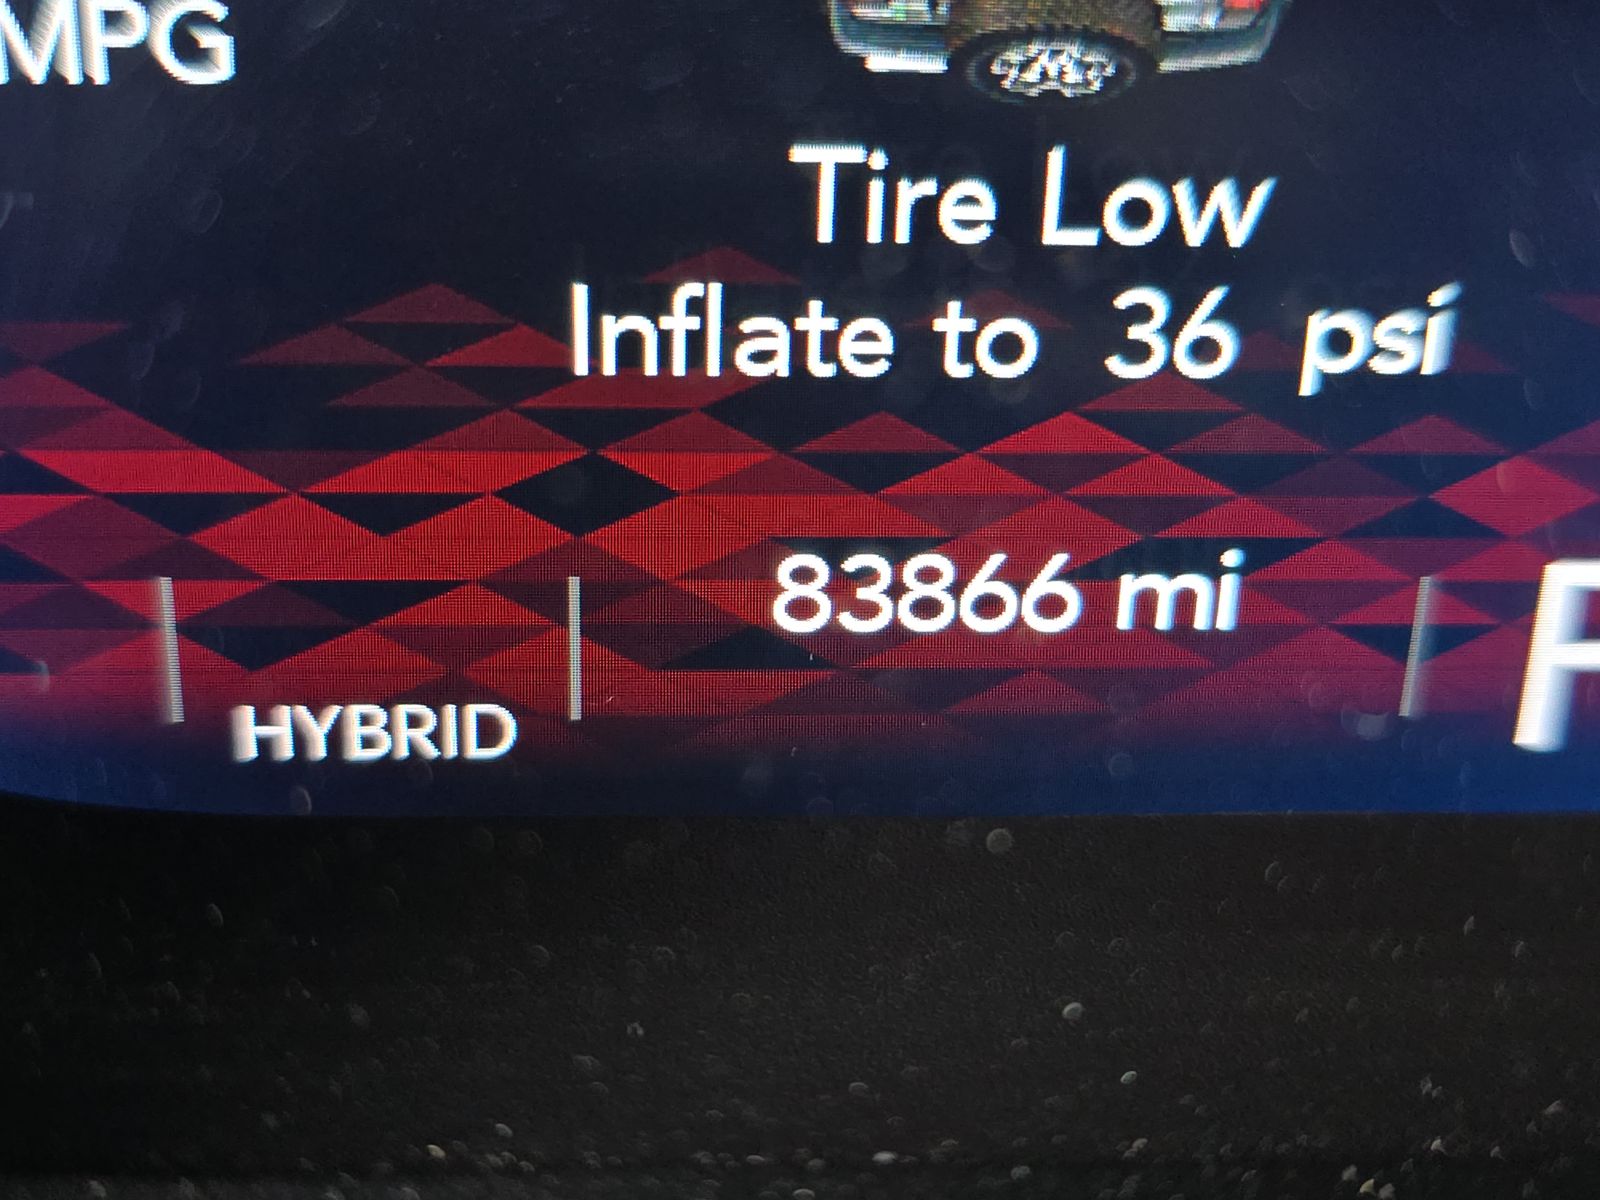 MPG
Tire Low
Inflate to 36 psi
83866 mi
HYBRID